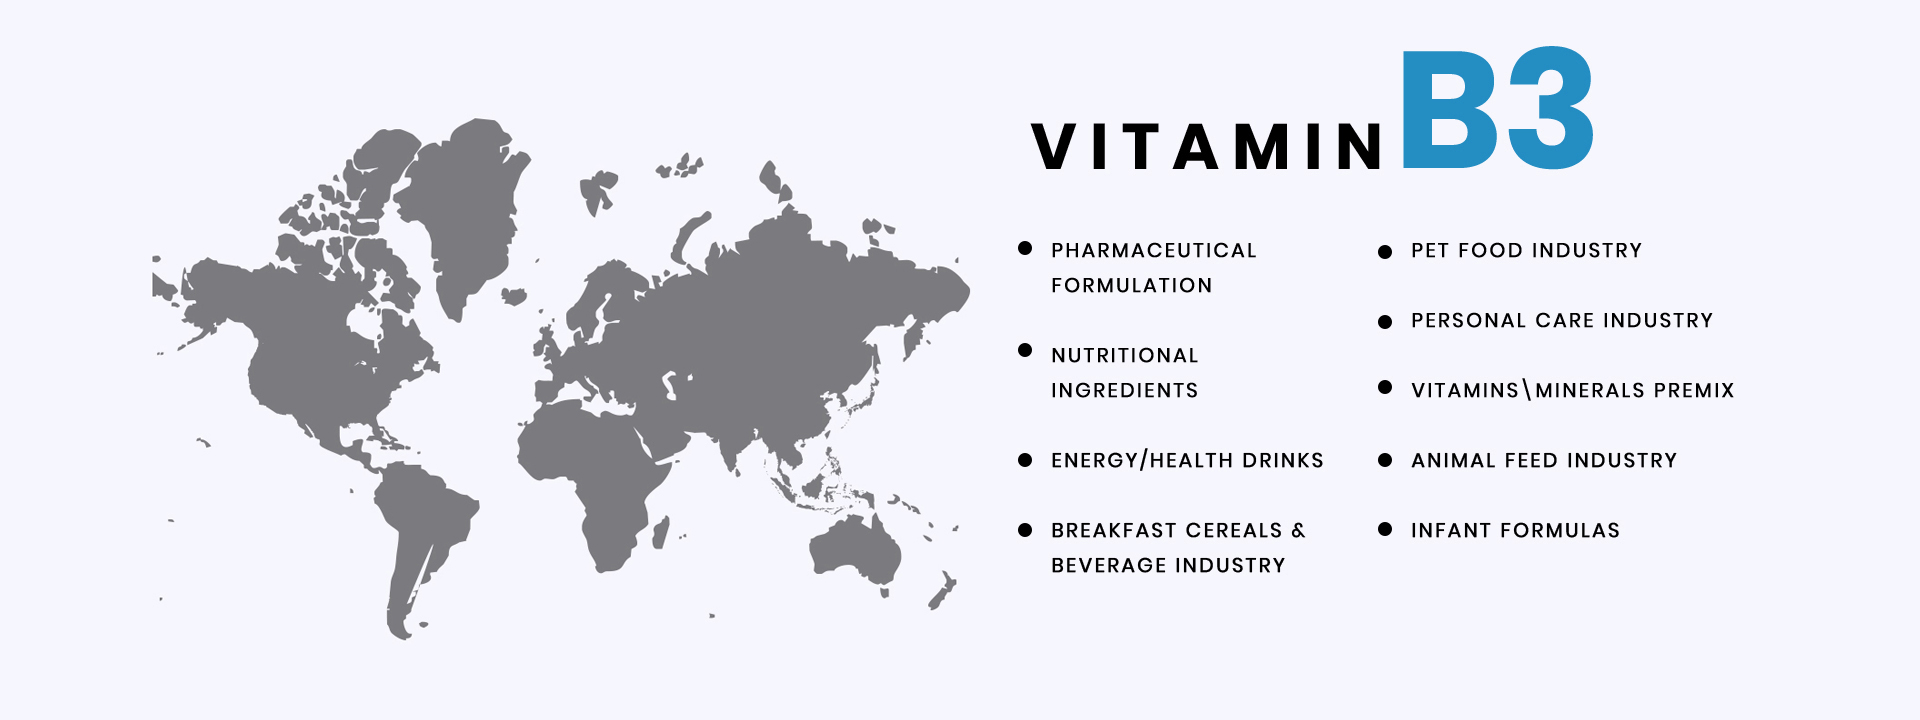 VITAMIN B3
PHARMACEUTICAL
FORMULATION
NUTRITIONAL
INGREDIENTS
ENERGY/HEALTH DRINKS
BREAKFAST CEREALS &
BEVERAGE INDUSTRY
PET FOOD INDUSTRY
PERSONAL CARE INDUSTRY
VITAMINS\MINERALS PREMIX
ANIMAL FEED INDUSTRY
INFANT FORMULAS